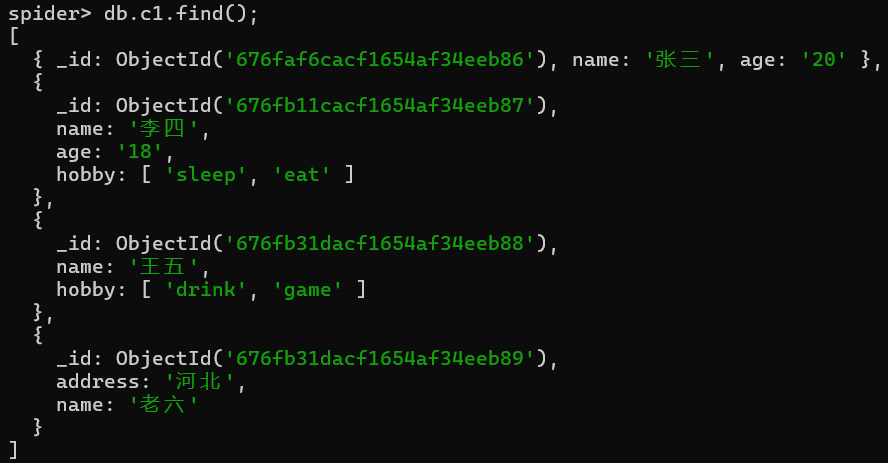 spider> db.c1.find();
[
  { _id: ObjectId('676faf6cacf1654af34eeb86'), name: '张三', age: '20' },
  {
    _id: ObjectId('676fb11cacf1654af34eeb87'),
    name: '李四',
    age: '18',
    hobby: [ 'sleep', 'eat' ]
  },
  {
    _id: ObjectId('676fb31dacf1654af34eeb88'),
    name: '王五',
    hobby: [ 'drink', 'game' ]
  },
  {
    _id: ObjectId('676fb31dacf1654af34eeb89'),
    address: '河北',
    name: '老六'
  }
]